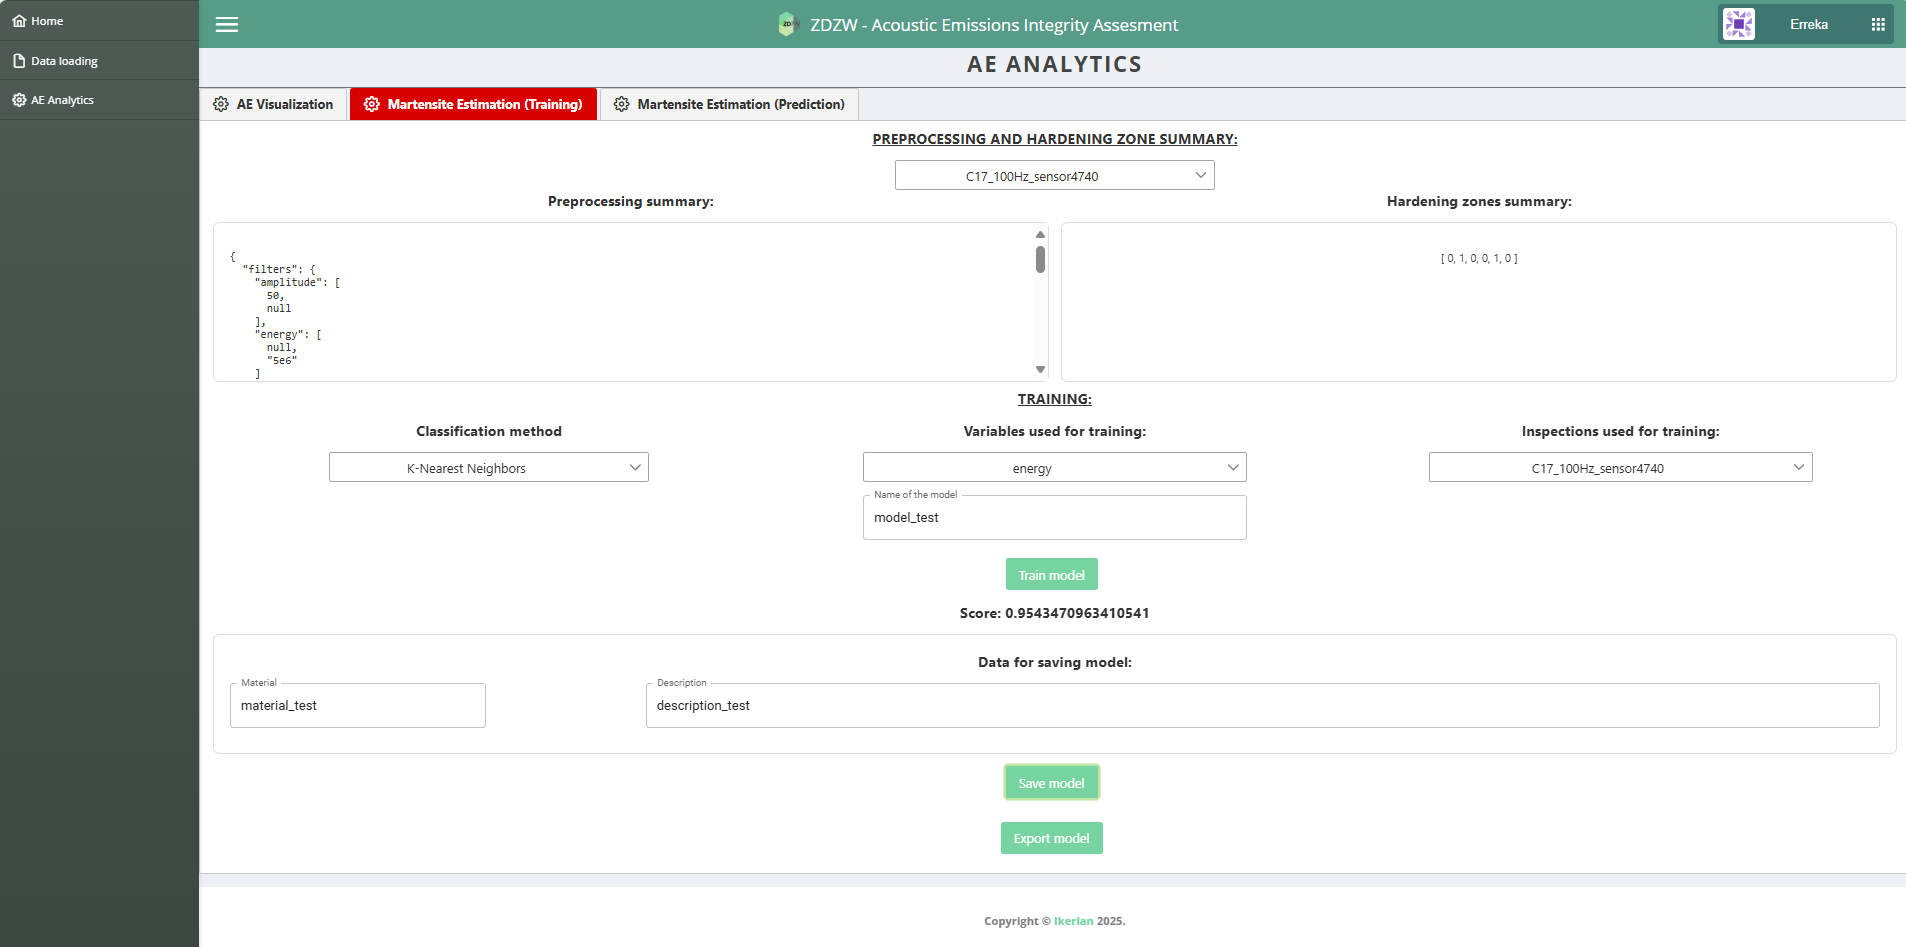 Home
Data loading
AE Analytics
ZDZW - Acoustic Emissions Integrity Assesment
Erreka
AE ANALYTICS
AE Visualization
Martensite Estimation (Training)
Martensite Estimation (Prediction)
PREPROCESSING AND HARDENING ZONE SUMMARY:
C17_100Hz_sensor4740
Preprocessing summary:
Hardening zones summary:
{
"filters": {
"amplitude": [
50,
null
],
"energy": [
null,
"5e6"
]
[ 0, 1, 0, 0, 1, 0 ]
TRAINING:
Classification method
Variables used for training:
Inspections used for training:
K-Nearest Neighbors
energy
C17_100Hz_sensor4740
Name of the model
model_test
Train model
Score: 0.9543470963410541
Data for saving model:
Material
material_test
Description
description_test
Save model
Export model
Copyright © Ikerlan 2025.